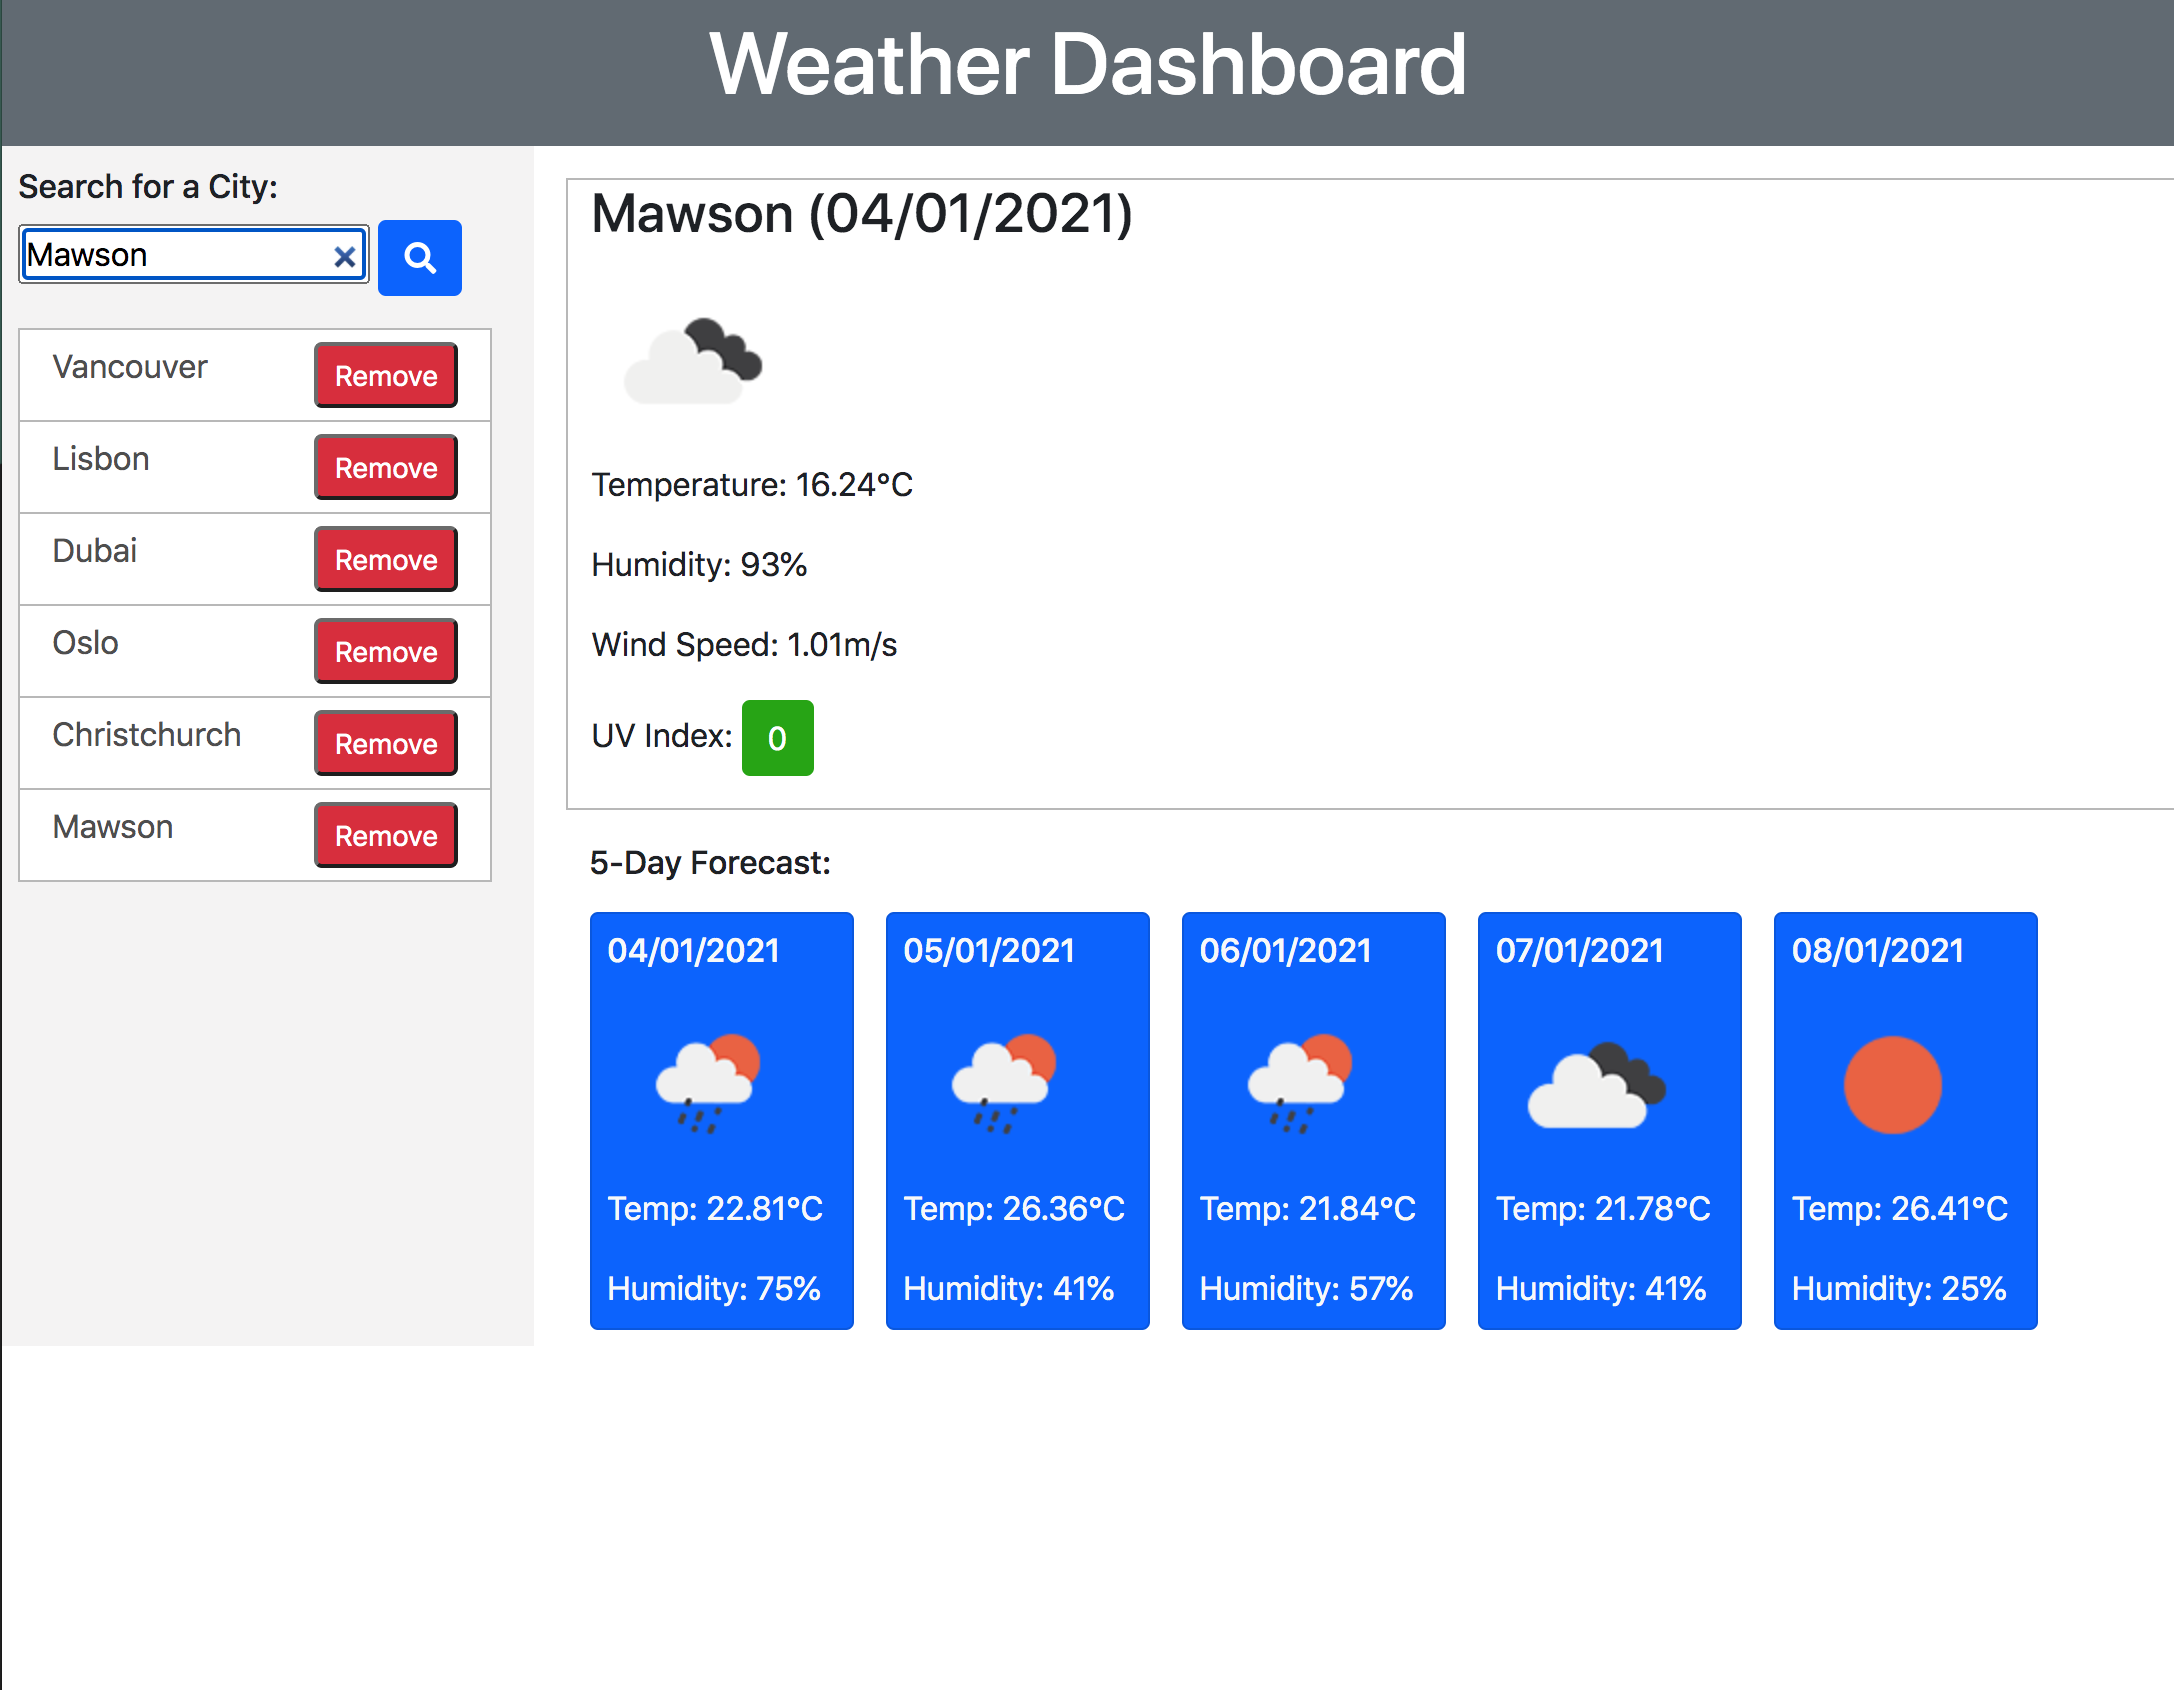 Weather Dashboard
Search for a City:
Mawson
Vancouver Remove
Lisbon Remove
Dubai Remove
Oslo Remove
Christchurch Remove
Mawson Remove
Mawson (04/01/2021)
Temperature: 16.24°C
Humidity: 93%
Wind Speed: 1.01m/s
UV Index: 0
5-Day Forecast:
04/01/2021
Temp: 22.81°C
Humidity: 75%
05/01/2021
Temp: 26.36°C
Humidity: 41%
06/01/2021
Temp: 21.84°C
Humidity: 57%
07/01/2021
Temp: 21.78°C
Humidity: 41%
08/01/2021
Temp: 26.41°C
Humidity: 25%